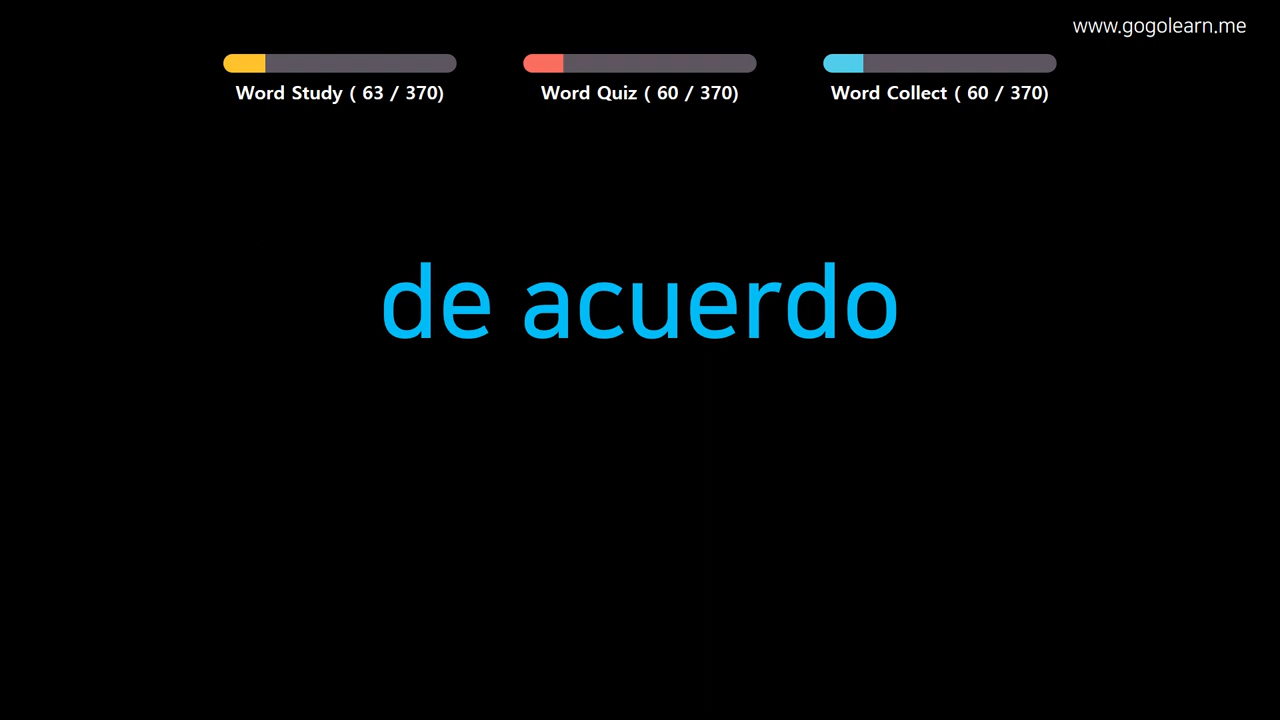 www.gogolearn.me
Word Study ( 63 / 370)
Word Quiz ( 60 / 370)
Word Collect ( 60 / 370)
de acuerdo